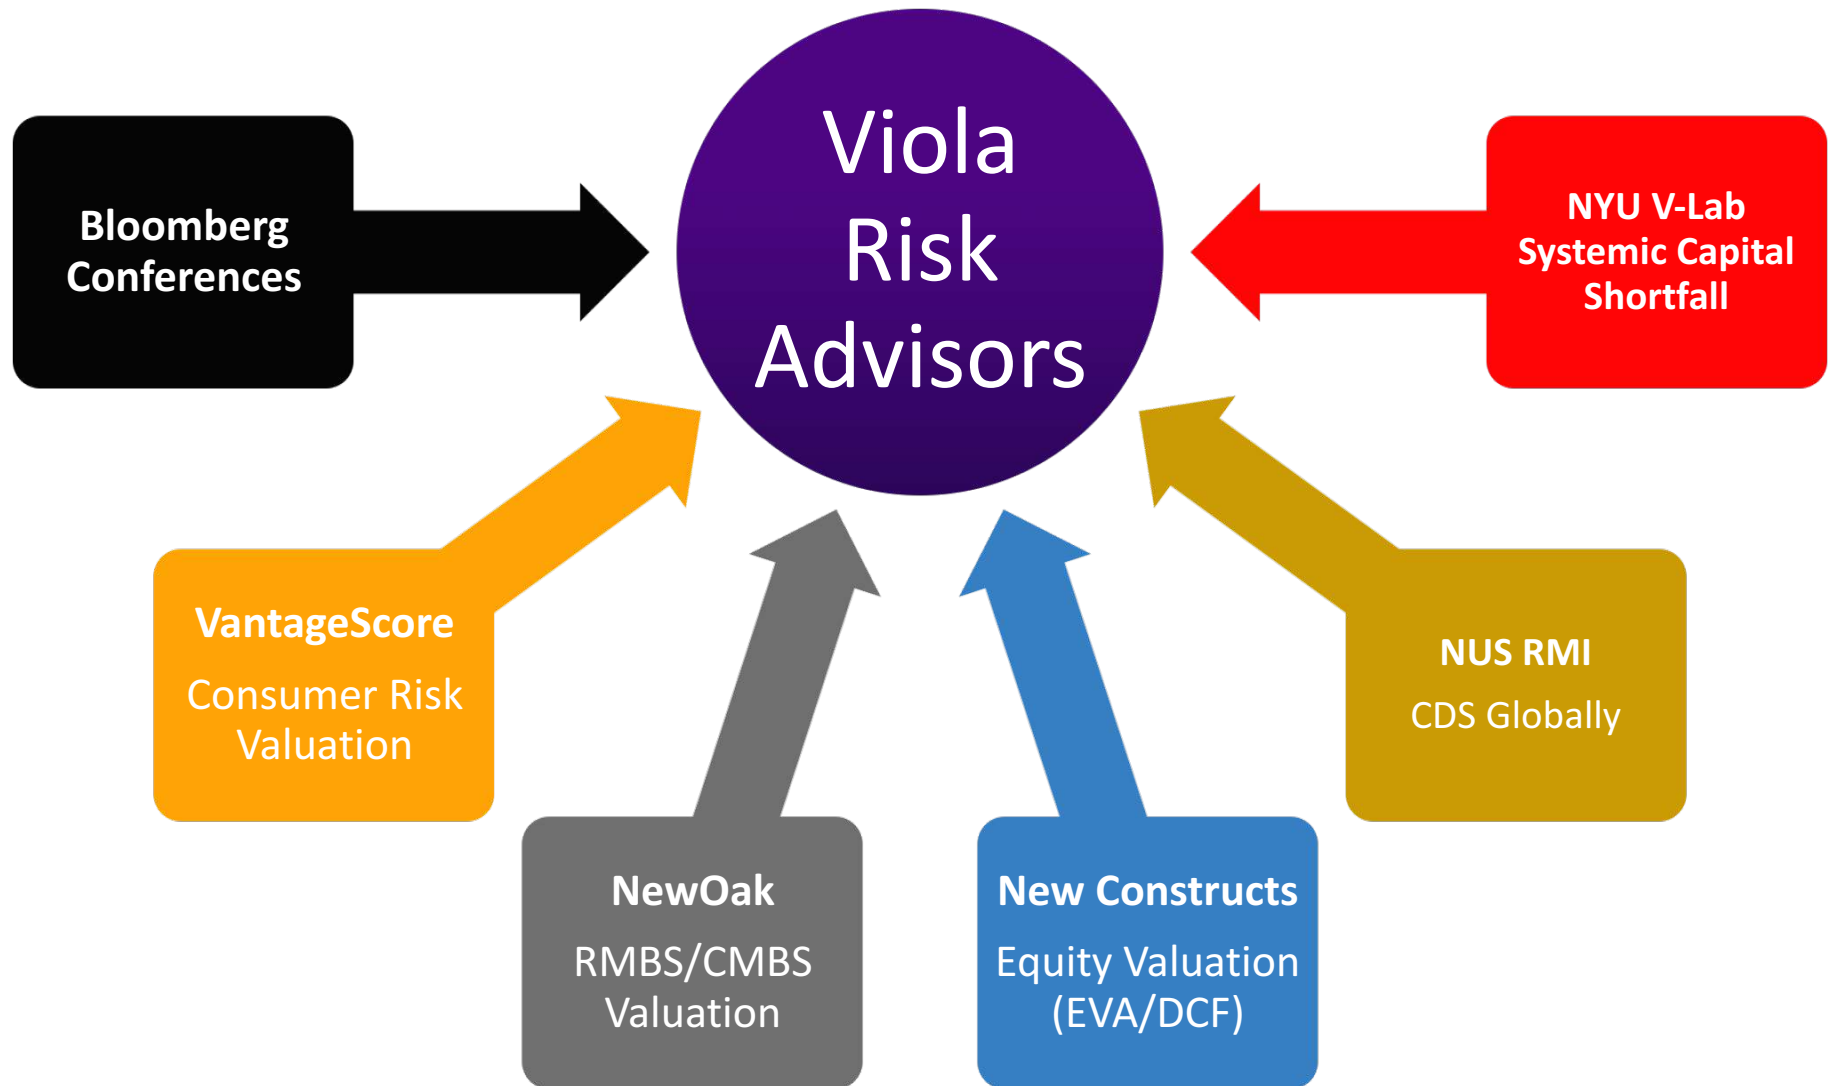 Viola
Risk
Advisors
Bloomberg
Conferences
NYU V-Lab
Systemic Capital
Shortfall
VantageScore
Consumer Risk
Valuation
NUS RMI
CDS Globally
NewOak
RMBS/CMBS
Valuation
New Constructs
Equity Valuation
(EVA/DCF)